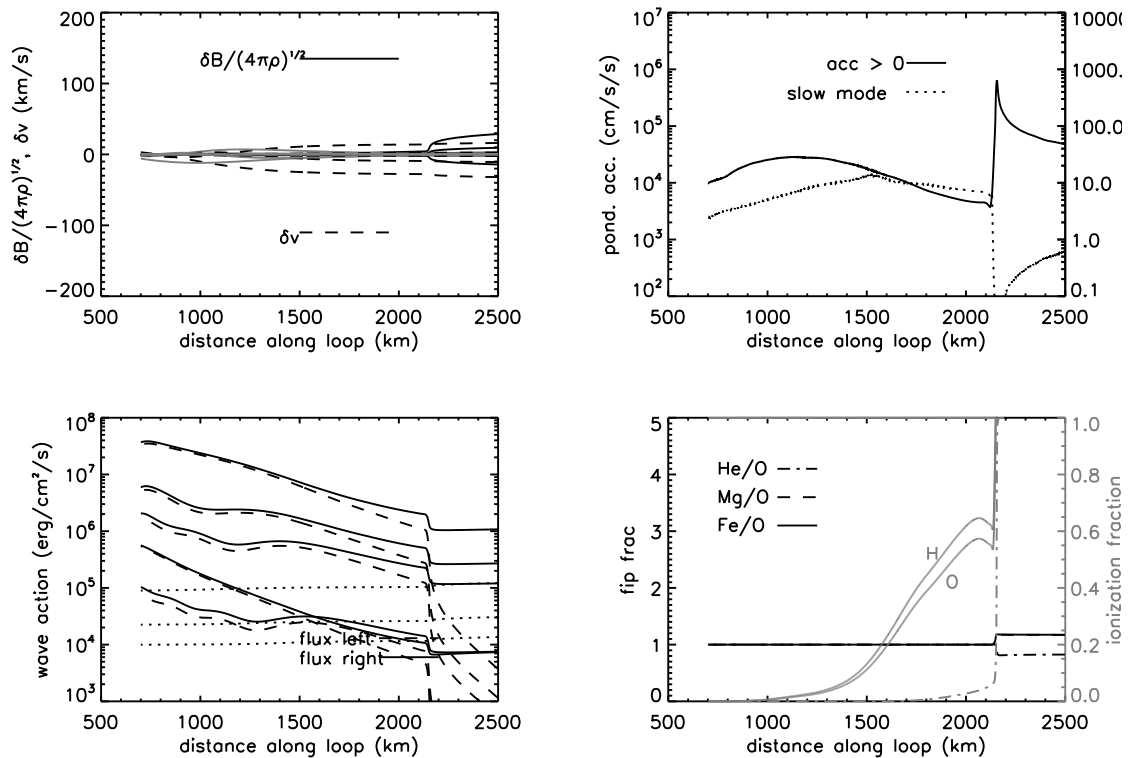 200
100
0
−100
−200
δB/(4πρ)^1/2, δv (km/s)
δB/(4πρ)^1/2
δv
500 1000 1500 2000 2500
distance along loop (km)
10^7
10^6
10^5
10^4
10^3
10^2
pond. acc. (cm/s/s)
acc > 0
slow mode
10000
1000.
100.0
10.0
1.0
0.1
500 1000 1500 2000 2500
distance along loop (km)
10^8
10^7
10^6
10^5
10^4
10^3
wave action (erg/cm²/s)
flux left
flux right
500 1000 1500 2000 2500
distance along loop (km)
5
4
3
2
1
0
fip frac
He/O
Mg/O
Fe/O
H
O
1.0
0.8
0.6
0.4
0.2
0.0
ionization fraction
500 1000 1500 2000 2500
distance along loop (km)